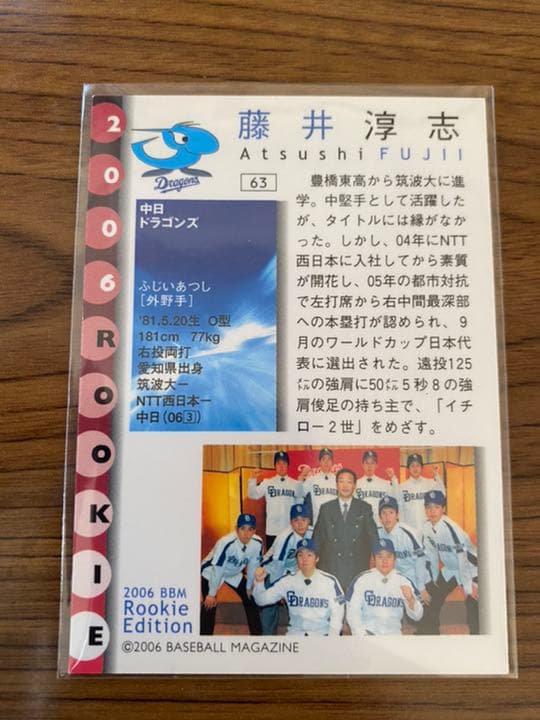 2006 ROOKIE
Dragons
藤井淳志
Atsushi FUJII
63
中日
ドラゴンズ
ふじいあつし
[外野手]
'81.5.20生 O型
181cm 77kg
右投両打
愛知県出身
筑波大ー
NTT西日本ー
中日(06③)
豊橋東高から筑波大に進
学。中堅手として活躍した
が、タイトルには縁がなか
った。しかし、04年にNTT
西日本に入社してから素質
が開花し、05年の都市対抗
で左打席から右中間最深部
への本塁打が認められ、9
月のワールドカップ日本代
表に選出された。遠投125
㍍の強肩に50㍍5秒8の強
肩俊足の持ち主で、「イチ
ロー2世」をめざす。
Dragons
DRAGONS
DRAGONS
DRAGONS
2006 BBM
Rookie
Edition
©2006 BASEBALL MAGAZINE